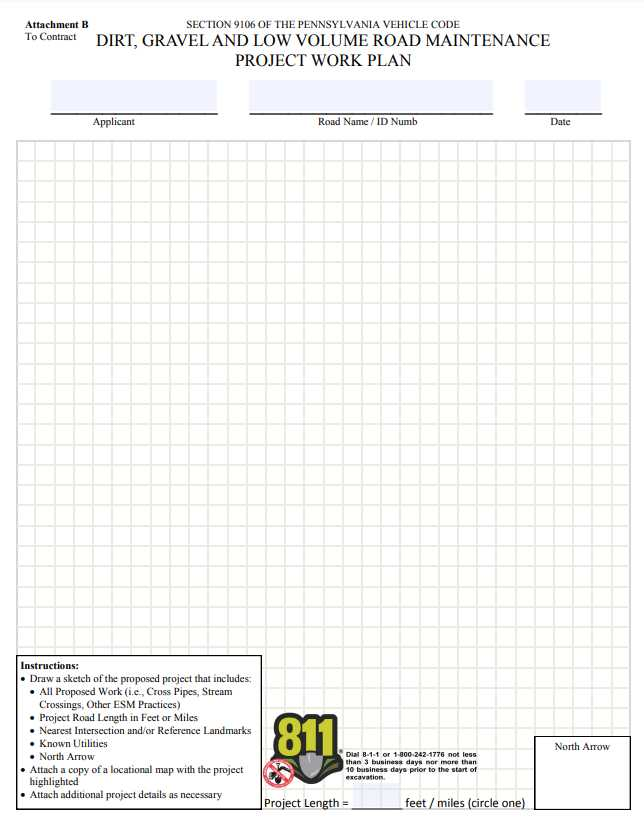 Attachment B
To Contract
SECTION 9106 OF THE PENNSYLVANIA VEHICLE CODE
DIRT, GRAVEL AND LOW VOLUME ROAD MAINTENANCE
PROJECT WORK PLAN
Applicant
Road Name / ID Numb
Date
Instructions:
• Draw a sketch of the proposed project that includes:
• All Proposed Work (i.e., Cross Pipes, Stream
Crossings, Other ESM Practices)
• Project Road Length in Feet or Miles
• Nearest Intersection and/or Reference Landmarks
• Known Utilities
• North Arrow
• Attach a copy of a locational map with the project
highlighted
• Attach additional project details as necessary
811
®
Dial 8-1-1 or 1-800-242-1776 not less
than 3 business days nor more than
10 business days prior to the start of
excavation.
Project Length = feet / miles (circle one)
North Arrow